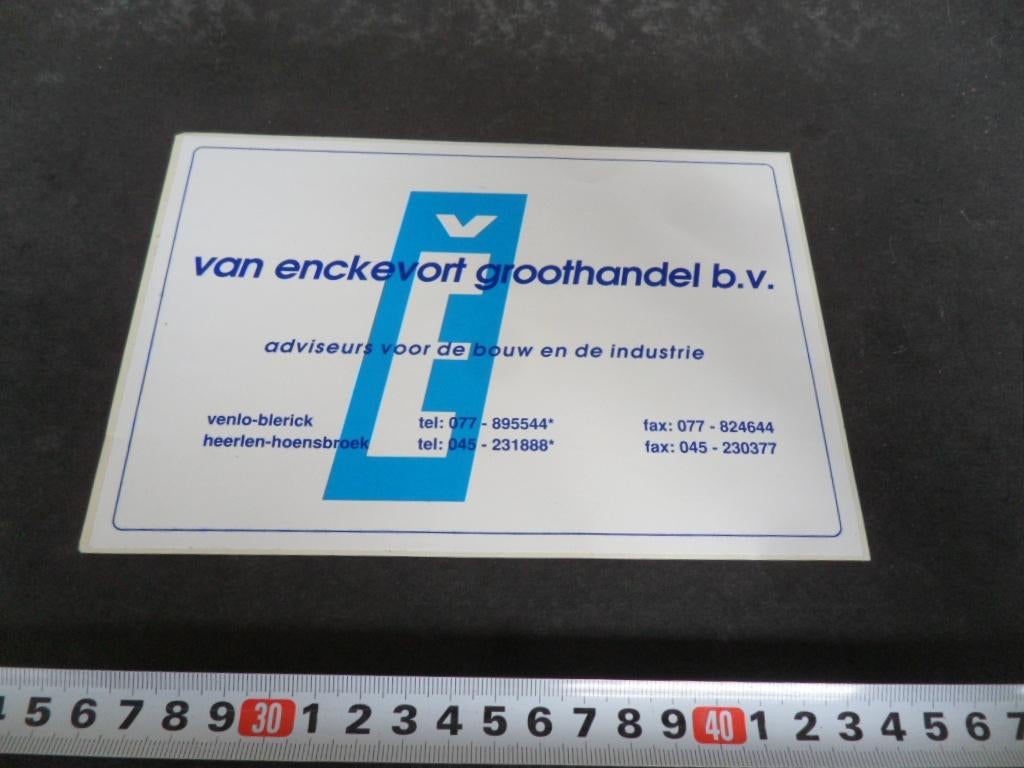 v
van enckevort groothandel b.v.
E
adviseurs voor de bouw en de industrie
venlo-blerick tel: 077 - 895544* fax: 077 - 824644
heerlen-hoensbroek tel: 045 - 231888* fax: 045 - 230377
4 5 6 7 8 9 30 1 2 3 4 5 6 7 8 9 40 1 2 3 4 5 6 7